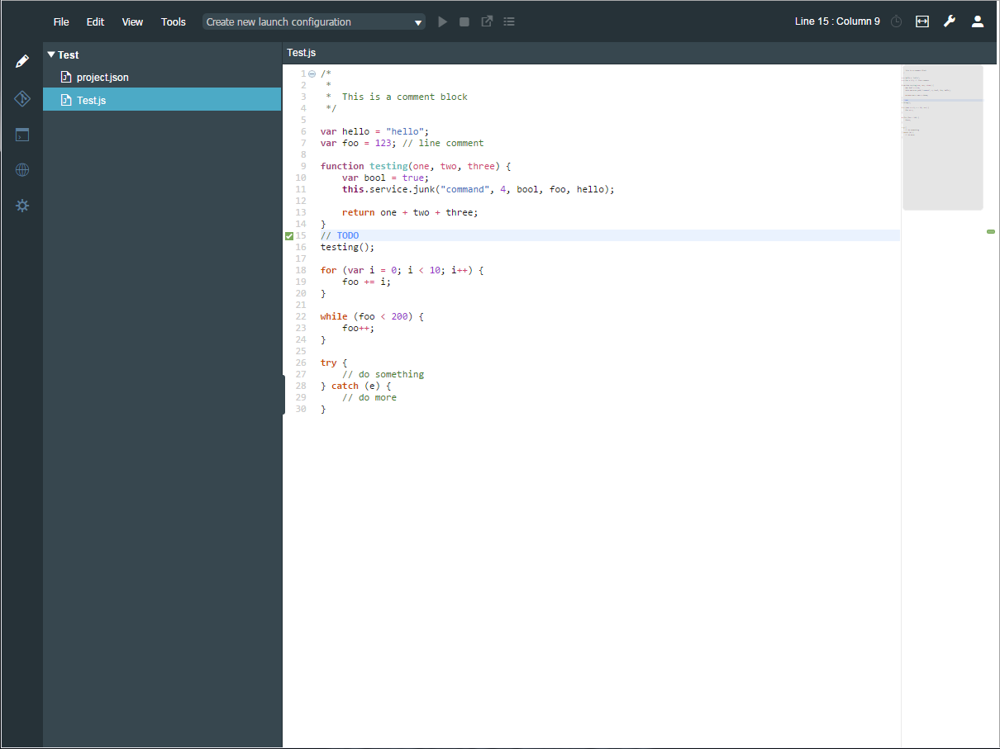 File Edit View Tools Create new launch configuration Line 15 : Column 9
Test
project.json
Test.js
Test.js
1 /*
2  *
3  *  This is a comment block
4  */
5
6 var hello = "hello";
7 var foo = 123; // line comment
8
9 function testing(one, two, three) {
10     var bool = true;
11     this.service.junk("command", 4, bool, foo, hello);
12
13     return one + two + three;
14 }
15 // TODO
16 testing();
17
18 for (var i = 0; i < 10; i++) {
19     foo += i;
20 }
21
22 while (foo < 200) {
23     foo++;
24 }
25
26 try {
27     // do something
28 } catch (e) {
29     // do more
30 }